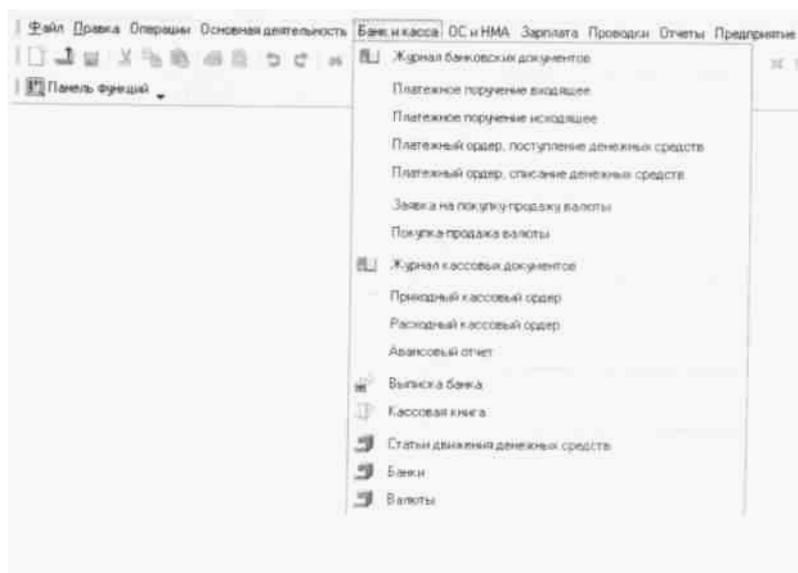 Файл Правка Операции Основная деятельность Банк и касса ОС и НМА Зарплата Проводки Отчеты Предприятие
Панель функций
Журнал банковских документов
Платежное поручение входящее
Платежное поручение исходящее
Платежный ордер, поступление денежных средств
Платежный ордер, списание денежных средств
Заявка на покупку-продажу валюты
Покупка-продажа валюты
Журнал кассовых документов
Приходный кассовый ордер
Расходный кассовый ордер
Авансовый отчет
Выписка банка
Кассовая книга
Статьи движения денежных средств
Банки
Валюты